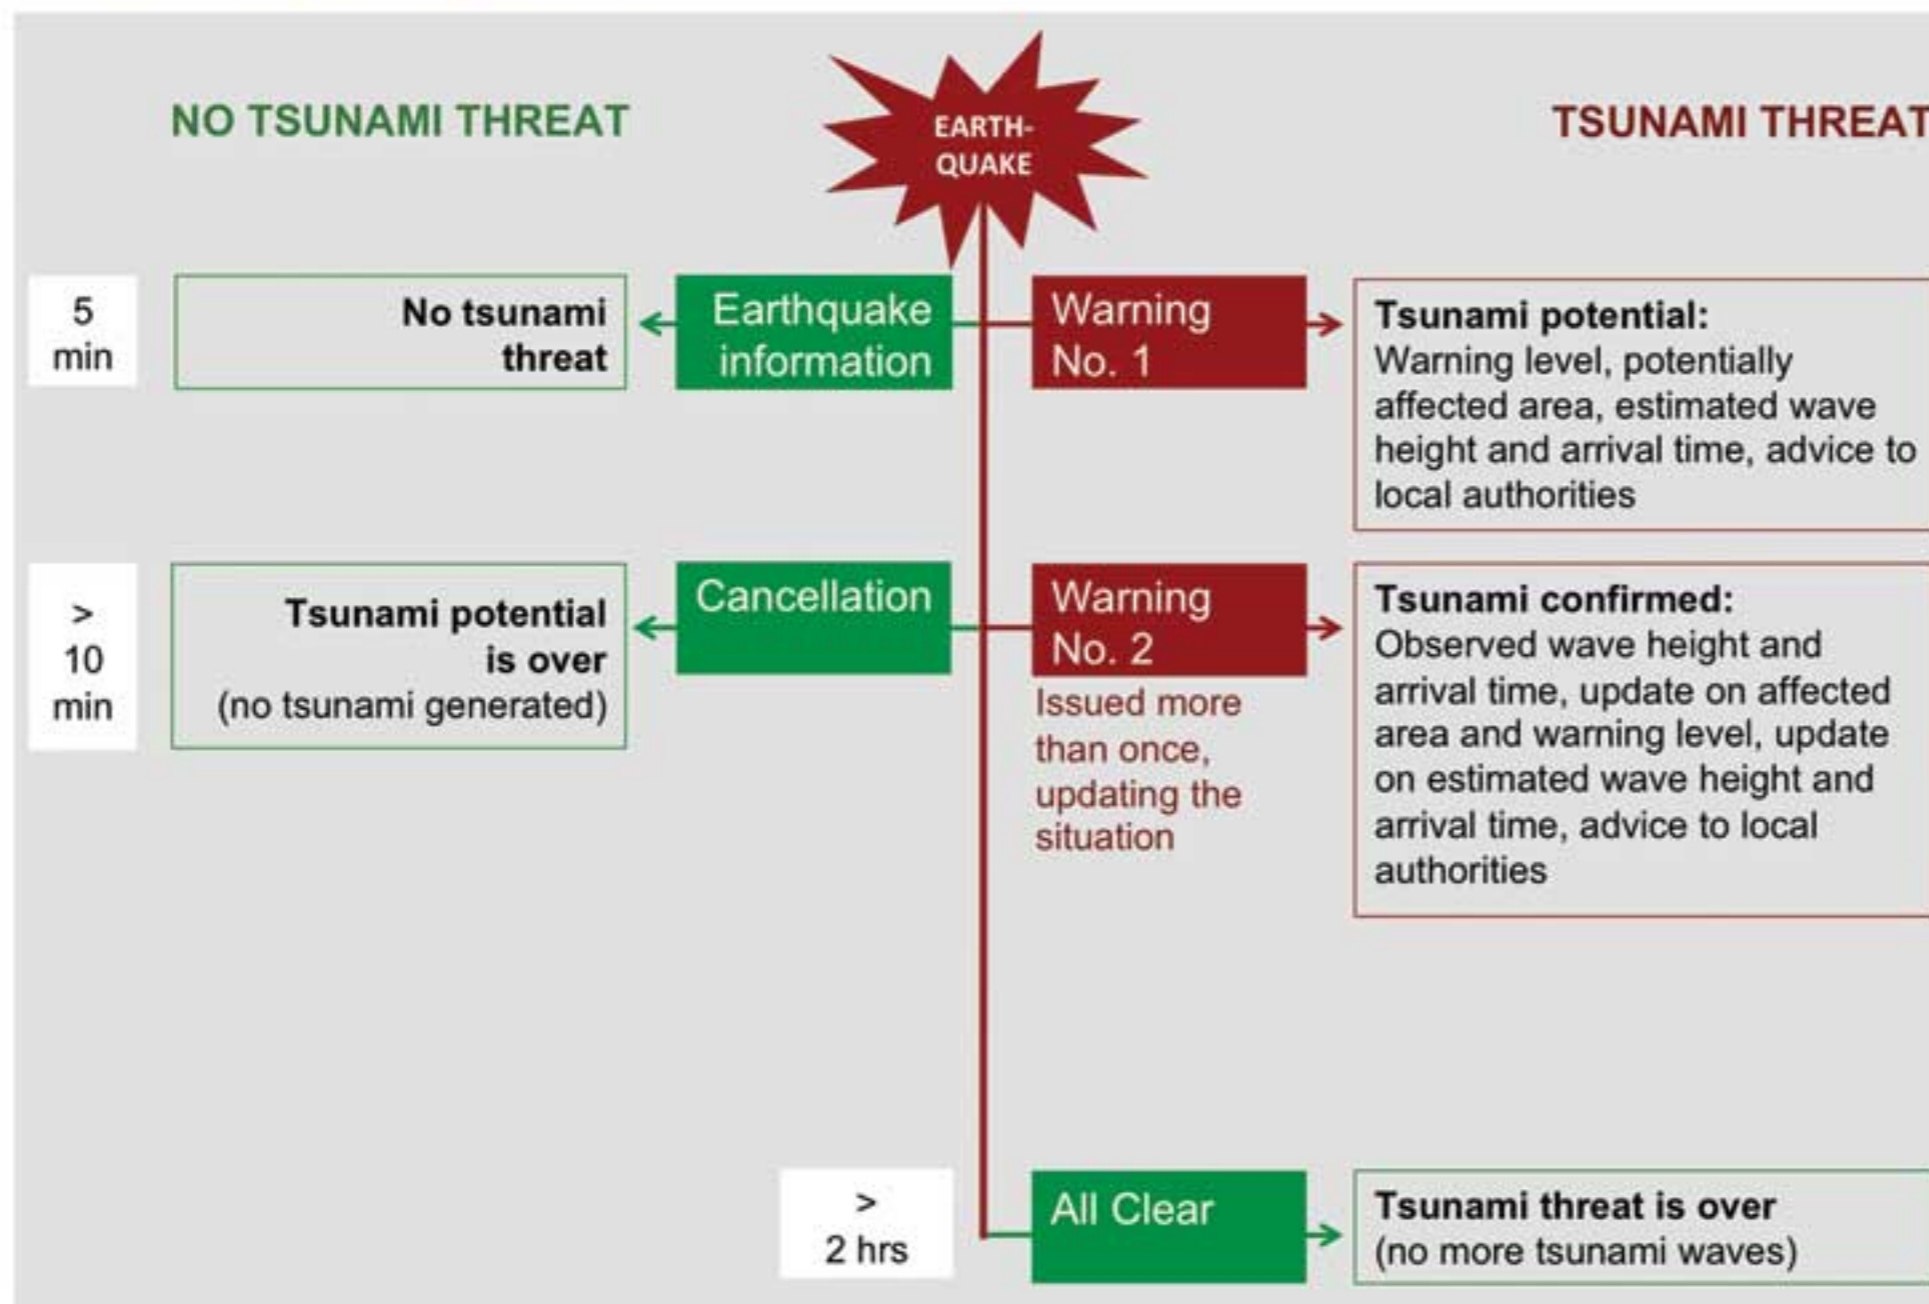 NO TSUNAMI THREAT
EARTH-
QUAKE
TSUNAMI THREAT
5
min
No tsunami
threat
Earthquake
information
Warning
No. 1
Tsunami potential:
Warning level, potentially
affected area, estimated wave
height and arrival time, advice to
local authorities
>
10
min
Tsunami potential
is over
(no tsunami generated)
Cancellation
Warning
No. 2
Issued more
than once,
updating the
situation
Tsunami confirmed:
Observed wave height and
arrival time, update on affected
area and warning level, update
on estimated wave height and
arrival time, advice to local
authorities
>
2 hrs
All Clear
Tsunami threat is over
(no more tsunami waves)